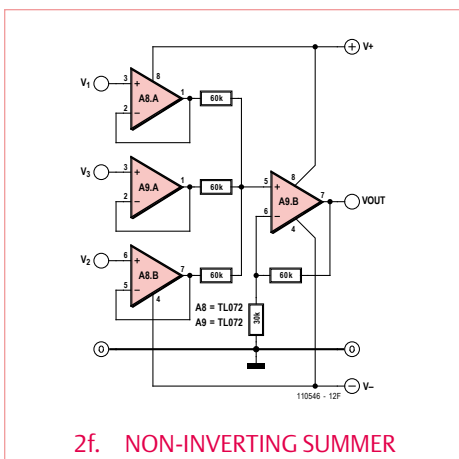 V+
V1
3
8
+
A8.A
1
2
−
60k
V3
3
+
A9.A
1
2
−
60k
5
+
8
A9.B
7
VOUT
6
−
4
V2
6
+
A8.B
7
5
−
4
60k
60k
A8 = TL072
A9 = TL072
30k
0
0
V−
110546 - 12F
2f. NON-INVERTING SUMMER